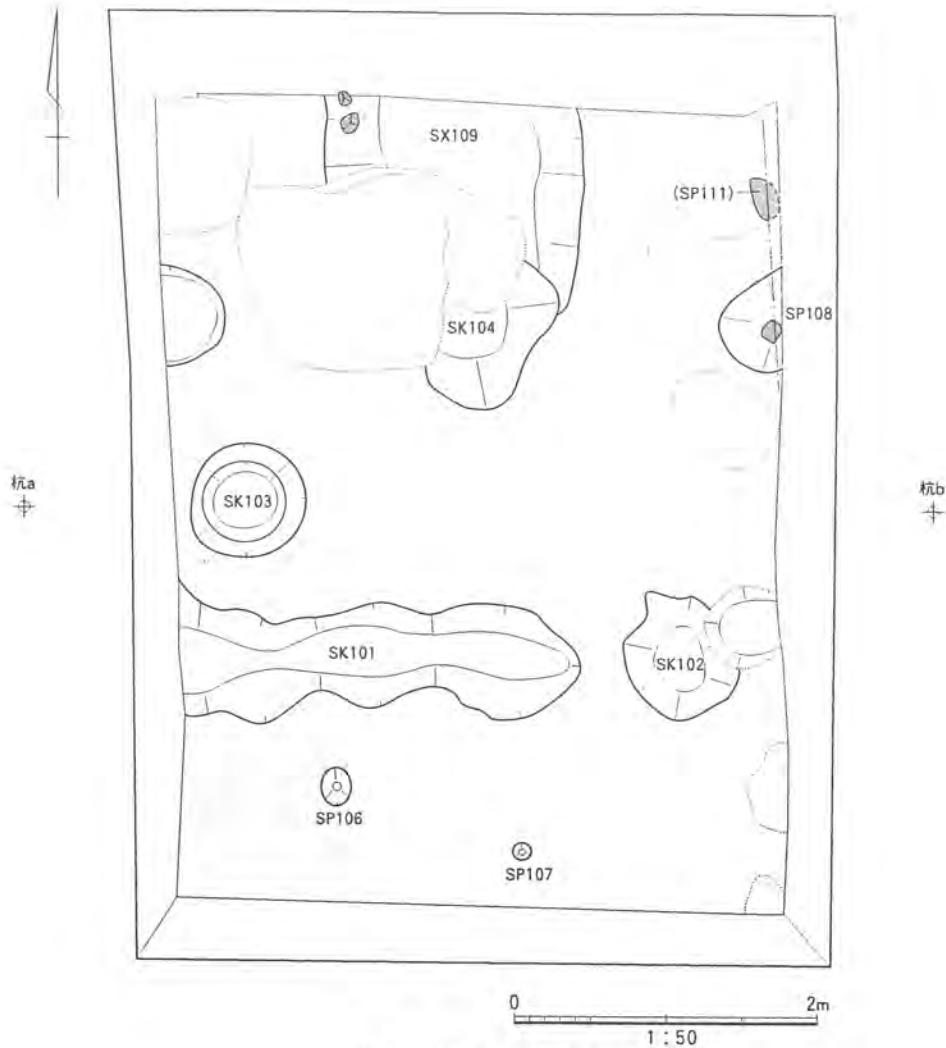 SX109
(SP111)
SP108
SK104
杭a
SK103
杭b
SK101
SK102
SP106
SP107
0 2m
1：50